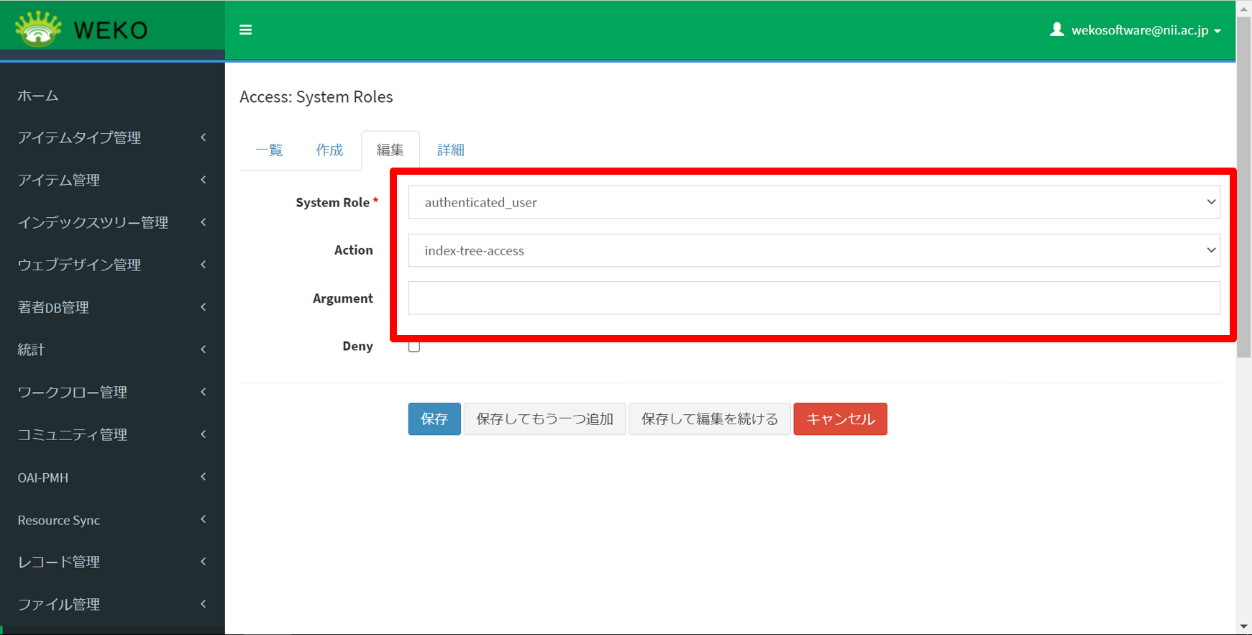 WEKO
wekosoftware@nii.ac.jp
ホーム
アイテムタイプ管理
アイテム管理
インデックスツリー管理
ウェブデザイン管理
著者DB管理
統計
ワークフロー管理
コミュニティ管理
OAI-PMH
Resource Sync
レコード管理
ファイル管理
Access: System Roles
一覧 作成 編集 詳細
System Role * authenticated_user
Action index-tree-access
Argument
Deny
保存 保存してもう一つ追加 保存して編集を続ける キャンセル